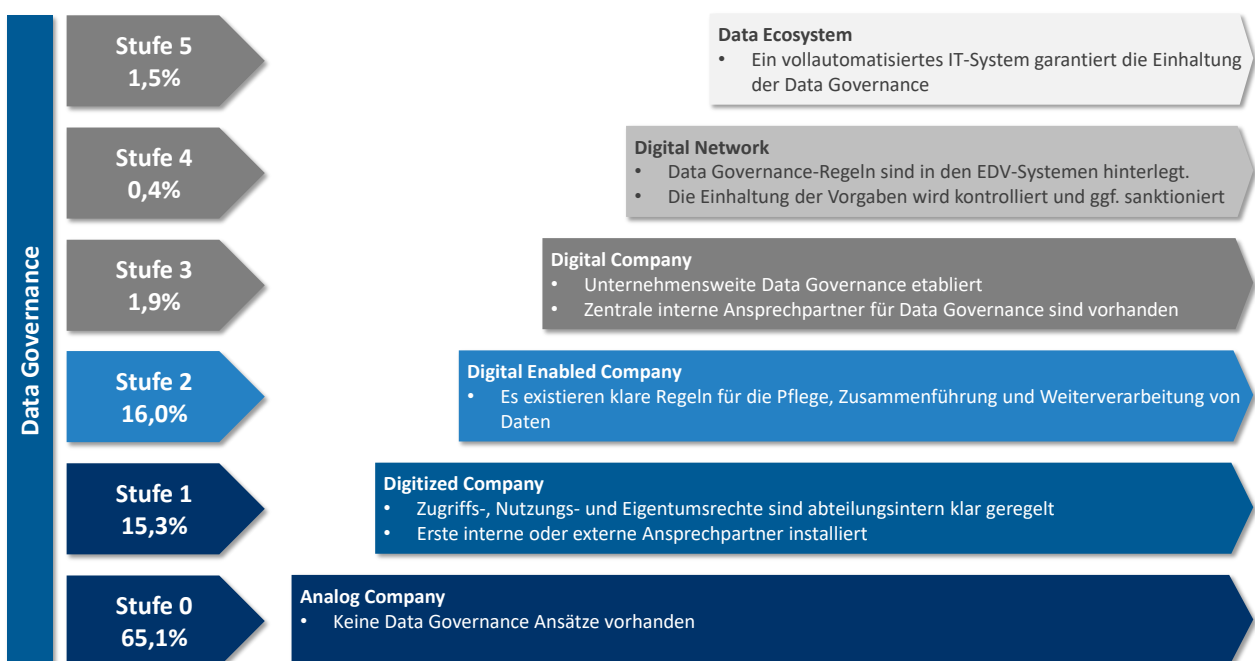 Data Governance
Stufe 5
1,5%
Data Ecosystem
• Ein vollautomatisiertes IT-System garantiert die Einhaltung
der Data Governance
Stufe 4
0,4%
Digital Network
• Data Governance-Regeln sind in den EDV-Systemen hinterlegt.
• Die Einhaltung der Vorgaben wird kontrolliert und ggf. sanktioniert
Stufe 3
1,9%
Digital Company
• Unternehmensweite Data Governance etabliert
• Zentrale interne Ansprechpartner für Data Governance sind vorhanden
Stufe 2
16,0%
Digital Enabled Company
• Es existieren klare Regeln für die Pflege, Zusammenführung und Weiterverarbeitung von
Daten
Stufe 1
15,3%
Digitized Company
• Zugriffs-, Nutzungs- und Eigentumsrechte sind abteilungsintern klar geregelt
• Erste interne oder externe Ansprechpartner installiert
Stufe 0
65,1%
Analog Company
• Keine Data Governance Ansätze vorhanden